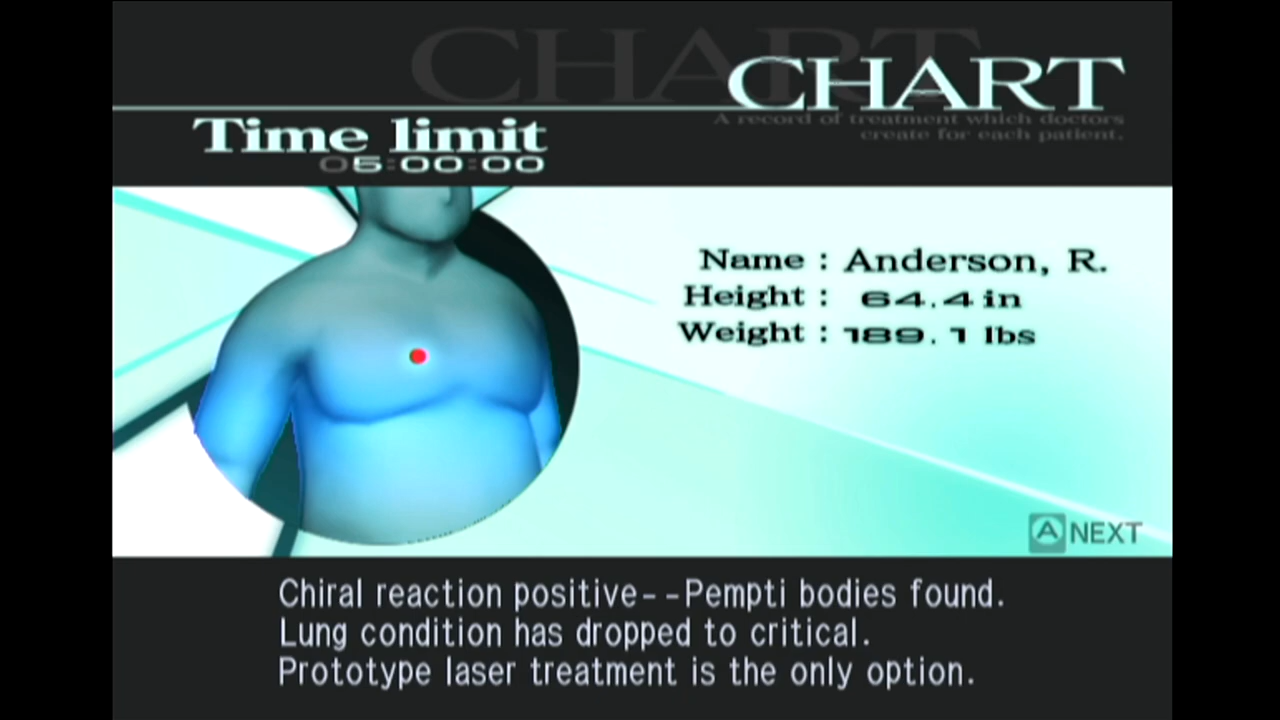 CHART
CHART
A record of treatment which doctors
create for each patient.
Time limit
05:00:00
Name : Anderson, R.
Height : 64.4 in
Weight : 189.1 lbs
A NEXT
Chiral reaction positive--Pempti bodies found.
Lung condition has dropped to critical.
Prototype laser treatment is the only option.